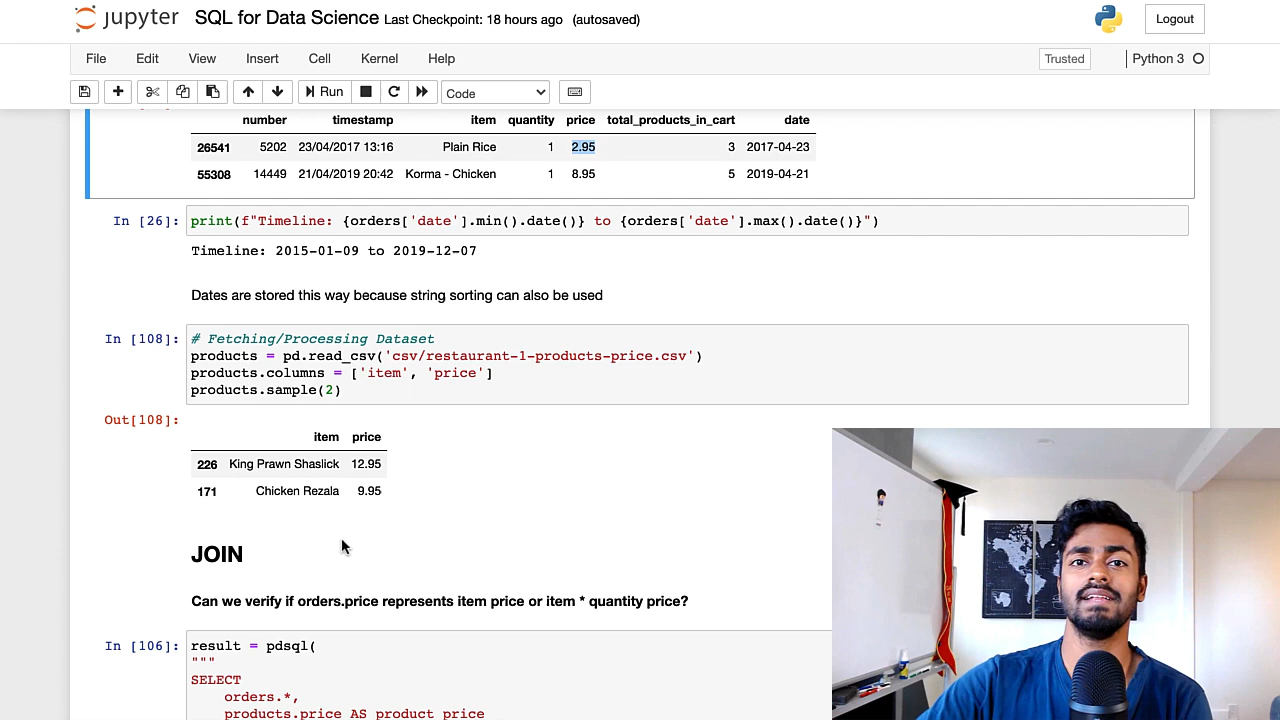 jupyter SQL for Data Science Last Checkpoint: 18 hours ago (autosaved) Logout
File Edit View Insert Cell Kernel Help Trusted Python 3
Run Code
number timestamp item quantity price total_products_in_cart date
26541 5202 23/04/2017 13:16 Plain Rice 1 2.95 3 2017-04-23
55308 14449 21/04/2019 20:42 Korma - Chicken 1 8.95 5 2019-04-21
In [26]: print(f"Timeline: {orders['date'].min().date()} to {orders['date'].max().date()}")
Timeline: 2015-01-09 to 2019-12-07
Dates are stored this way because string sorting can also be used
In [108]: # Fetching/Processing Dataset
products = pd.read_csv('csv/restaurant-1-products-price.csv')
products.columns = ['item', 'price']
products.sample(2)
Out[108]:
item price
226 King Prawn Shaslick 12.95
171 Chicken Rezala 9.95
JOIN
Can we verify if orders.price represents item price or item * quantity price?
In [106]: result = pdsql(
"""
SELECT
orders.*,
products.price AS product_price